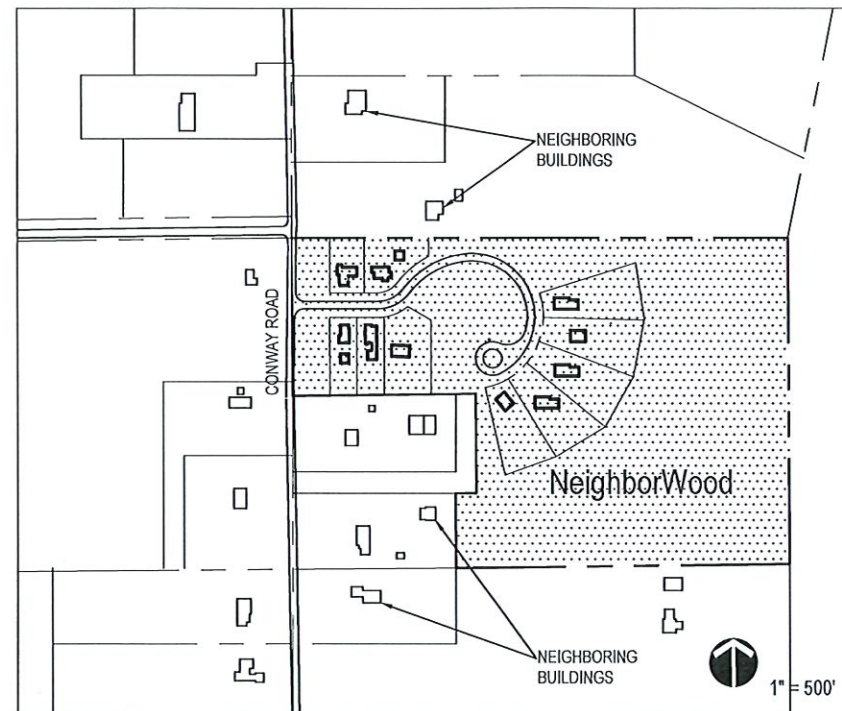 NEIGHBORING
BUILDINGS
CONWAY ROAD
NeighborWood
NEIGHBORING
BUILDINGS
1" = 500'